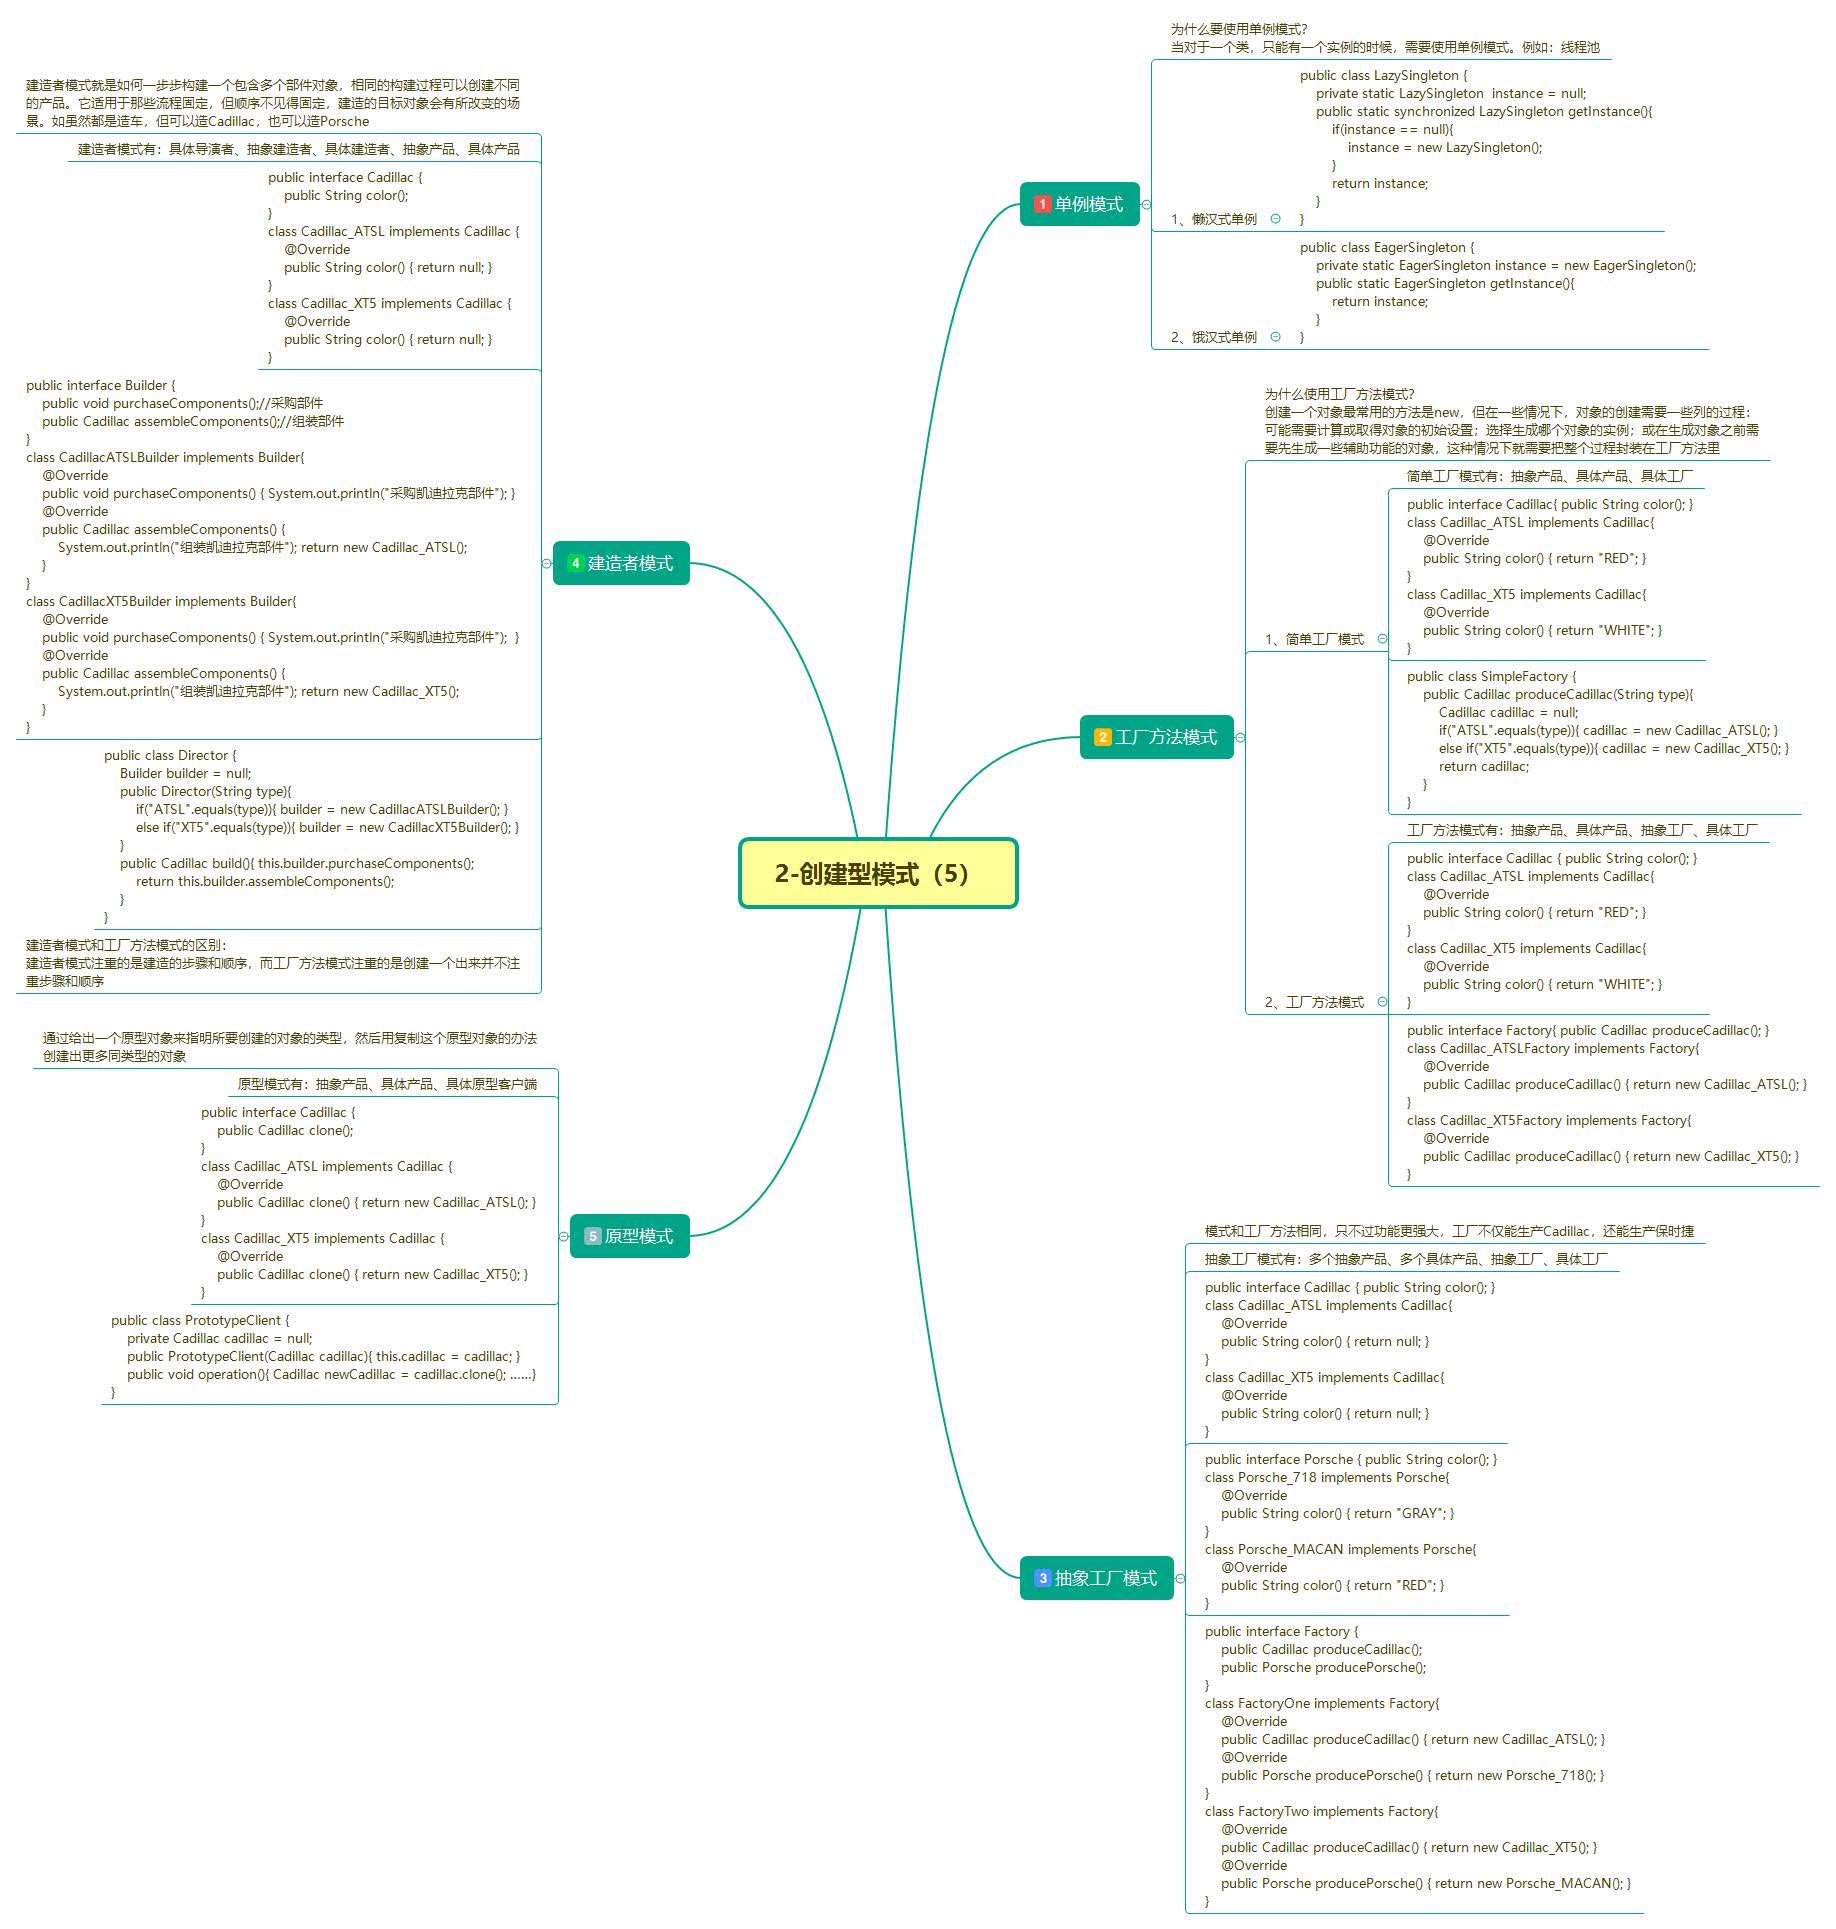 2-创建型模式（5）
1 单例模式
为什么要使用单例模式?
当对于一个类，只能有一个实例的时候，需要使用单例模式。例如：线程池
1、懒汉式单例
public class LazySingleton {
private static LazySingleton  instance = null;
public static synchronized LazySingleton getInstance(){
if(instance == null){
instance = new LazySingleton();
}
return instance;
}
}
2、饿汉式单例
public class EagerSingleton {
private static EagerSingleton instance = new EagerSingleton();
public static EagerSingleton getInstance(){
return instance;
}
}
2 工厂方法模式
为什么使用工厂方法模式?
创建一个对象最常用的方法是new，但在一些情况下，对象的创建需要一些列的过程：
可能需要计算或取得对象的初始设置；选择生成哪个对象的实例；或在生成对象之前需
要先生成一些辅助功能的对象，这种情况下就需要把整个过程封装在工厂方法里
1、简单工厂模式
简单工厂模式有：抽象产品、具体产品、具体工厂
public interface Cadillac{ public String color(); }
class Cadillac_ATSL implements Cadillac{
@Override
public String color() { return "RED"; }
}
class Cadillac_XT5 implements Cadillac{
@Override
public String color() { return "WHITE"; }
}
public class SimpleFactory {
public Cadillac produceCadillac(String type){
Cadillac cadillac = null;
if("ATSL".equals(type)){ cadillac = new Cadillac_ATSL(); }
else if("XT5".equals(type)){ cadillac = new Cadillac_XT5(); }
return cadillac;
}
}
2、工厂方法模式
工厂方法模式有：抽象产品、具体产品、抽象工厂、具体工厂
public interface Cadillac { public String color(); }
class Cadillac_ATSL implements Cadillac{
@Override
public String color() { return "RED"; }
}
class Cadillac_XT5 implements Cadillac{
@Override
public String color() { return "WHITE"; }
}
public interface Factory{ public Cadillac produceCadillac(); }
class Cadillac_ATSLFactory implements Factory{
@Override
public Cadillac produceCadillac() { return new Cadillac_ATSL(); }
}
class Cadillac_XT5Factory implements Factory{
@Override
public Cadillac produceCadillac() { return new Cadillac_XT5(); }
}
3 抽象工厂模式
模式和工厂方法相同，只不过功能更强大，工厂不仅能生产Cadillac，还能生产保时捷
抽象工厂模式有：多个抽象产品、多个具体产品、抽象工厂、具体工厂
public interface Cadillac { public String color(); }
class Cadillac_ATSL implements Cadillac{
@Override
public String color() { return null; }
}
class Cadillac_XT5 implements Cadillac{
@Override
public String color() { return null; }
}
public interface Porsche { public String color(); }
class Porsche_718 implements Porsche{
@Override
public String color() { return "GRAY"; }
}
class Porsche_MACAN implements Porsche{
@Override
public String color() { return "RED"; }
}
public interface Factory {
public Cadillac produceCadillac();
public Porsche producePorsche();
}
class FactoryOne implements Factory{
@Override
public Cadillac produceCadillac() { return new Cadillac_ATSL(); }
@Override
public Porsche producePorsche() { return new Porsche_718(); }
}
class FactoryTwo implements Factory{
@Override
public Cadillac produceCadillac() { return new Cadillac_XT5(); }
@Override
public Porsche producePorsche() { return new Porsche_MACAN(); }
}
4 建造者模式
建造者模式就是如何一步步构建一个包含多个部件对象，相同的构建过程可以创建不同
的产品。它适用于那些流程固定，但顺序不见得固定，建造的目标对象会有所改变的场
景。如虽然都是造车，但可以造Cadillac，也可以造Porsche
建造者模式有：具体导演者、抽象建造者、具体建造者、抽象产品、具体产品
public interface Cadillac {
public String color();
}
class Cadillac_ATSL implements Cadillac {
@Override
public String color() { return null; }
}
class Cadillac_XT5 implements Cadillac {
@Override
public String color() { return null; }
}
public interface Builder {
public void purchaseComponents();//采购部件
public Cadillac assembleComponents();//组装部件
}
class CadillacATSLBuilder implements Builder{
@Override
public void purchaseComponents() { System.out.println("采购凯迪拉克部件"); }
@Override
public Cadillac assembleComponents() {
System.out.println("组装凯迪拉克部件"); return new Cadillac_ATSL();
}
}
class CadillacXT5Builder implements Builder{
@Override
public void purchaseComponents() { System.out.println("采购凯迪拉克部件");  }
@Override
public Cadillac assembleComponents() {
System.out.println("组装凯迪拉克部件"); return new Cadillac_XT5();
}
}
public class Director {
Builder builder = null;
public Director(String type){
if("ATSL".equals(type)){ builder = new CadillacATSLBuilder(); }
else if("XT5".equals(type)){ builder = new CadillacXT5Builder(); }
}
public Cadillac build(){ this.builder.purchaseComponents();
return this.builder.assembleComponents();
}
}
建造者模式和工厂方法模式的区别：
建造者模式注重的是建造的步骤和顺序，而工厂方法模式注重的是创建一个出来并不注
重步骤和顺序
5 原型模式
通过给出一个原型对象来指明所要创建的对象的类型，然后用复制这个原型对象的办法
创建出更多同类型的对象
原型模式有：抽象产品、具体产品、具体原型客户端
public interface Cadillac {
public Cadillac clone();
}
class Cadillac_ATSL implements Cadillac {
@Override
public Cadillac clone() { return new Cadillac_ATSL(); }
}
class Cadillac_XT5 implements Cadillac {
@Override
public Cadillac clone() { return new Cadillac_XT5(); }
}
public class PrototypeClient {
private Cadillac cadillac = null;
public PrototypeClient(Cadillac cadillac){ this.cadillac = cadillac; }
public void operation(){ Cadillac newCadillac = cadillac.clone(); ......}
}